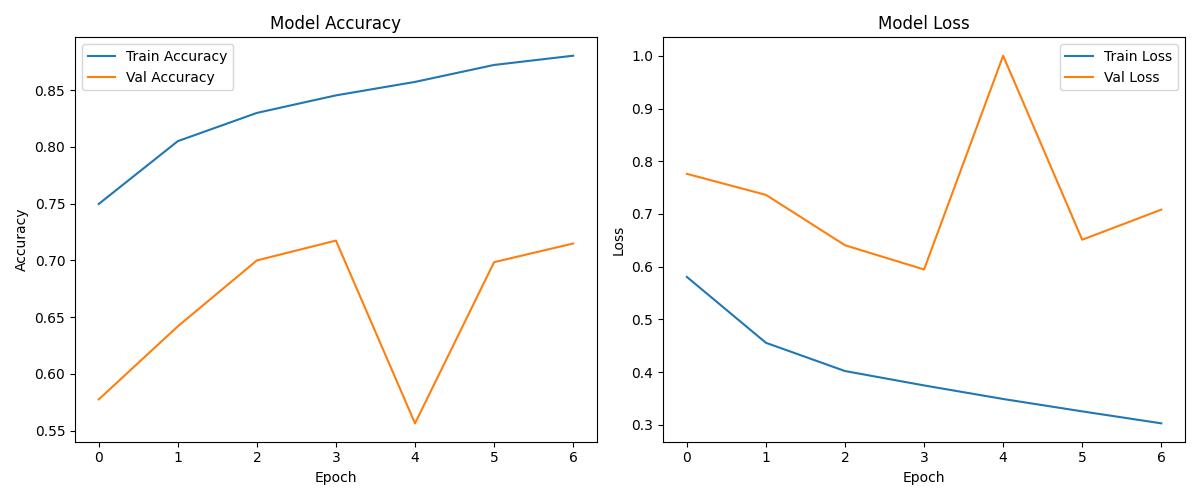 Model Accuracy
Train Accuracy
Val Accuracy
0.85
0.80
0.75
0.70
0.65
0.60
0.55
Accuracy
0 1 2 3 4 5 6
Epoch
Model Loss
Train Loss
Val Loss
1.0
0.9
0.8
0.7
0.6
0.5
0.4
0.3
Loss
0 1 2 3 4 5 6
Epoch